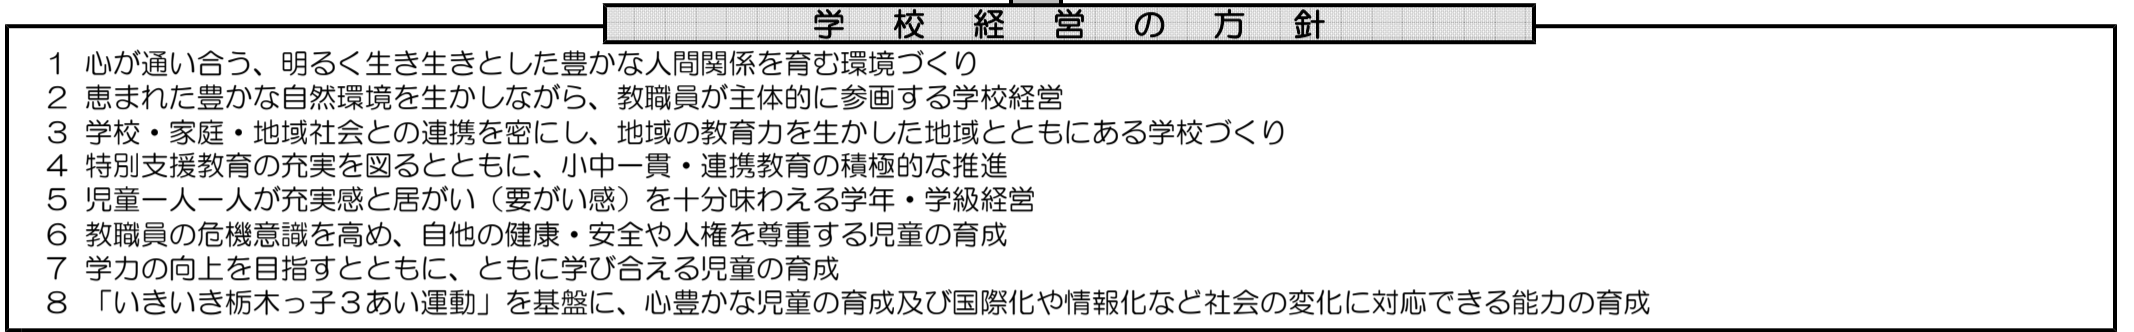 学校経営の方針
１ 心が通い合う、明るく生き生きとした豊かな人間関係を育む環境づくり
２ 恵まれた豊かな自然環境を生かしながら、教職員が主体的に参画する学校経営
３ 学校・家庭・地域社会との連携を密にし、地域の教育力を生かした地域とともにある学校づくり
４ 特別支援教育の充実を図るとともに、小中一貫・連携教育の積極的な推進
５ 児童一人一人が充実感と居がい（要がい感）を十分味わえる学年・学級経営
６ 教職員の危機意識を高め、自他の健康・安全や人権を尊重する児童の育成
７ 学力の向上を目指すとともに、ともに学び合える児童の育成
８ 「いきいき栃木っ子３あい運動」を基盤に、心豊かな児童の育成及び国際化や情報化など社会の変化に対応できる能力の育成